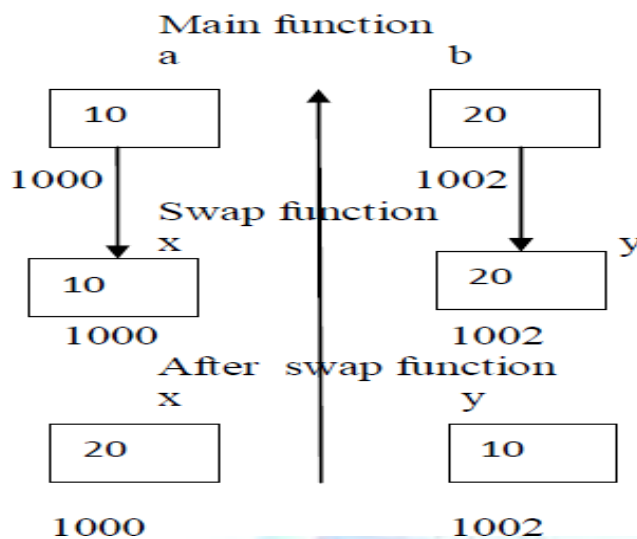 Main function
a b
10 20
1000 1002
Swap function
x y
10 20
1000 1002
After swap function
x y
20 10
1000 1002